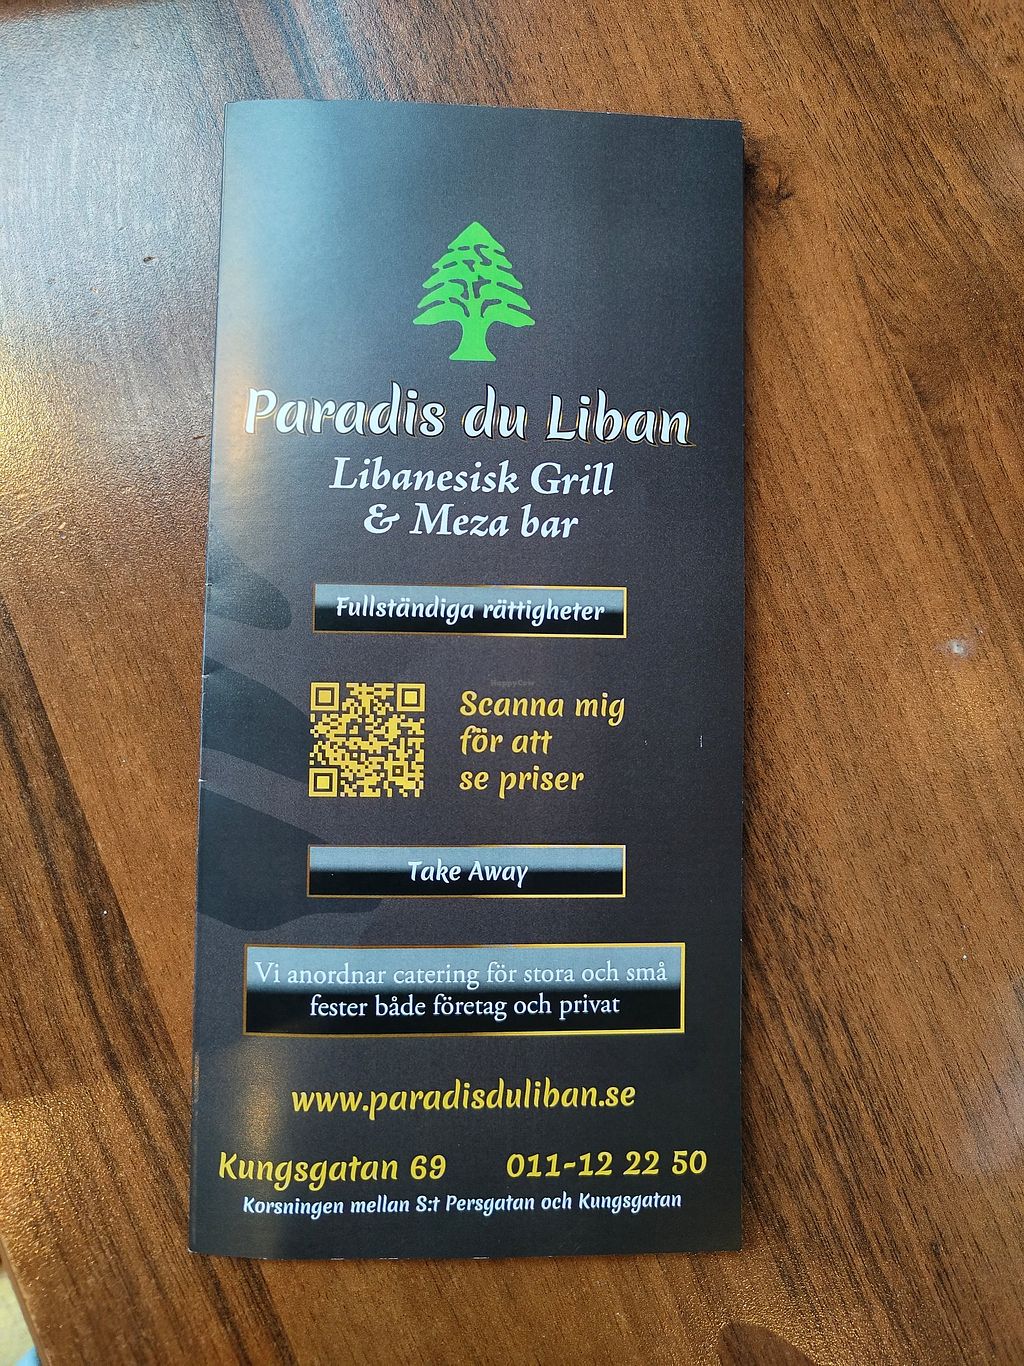 Paradis du Liban
Libanesisk Grill
& Meza bar
Fullständiga rättigheter
HappyCow
Scanna mig
för att
se priser
Take Away
Vi anordnar catering för stora och små
fester både företag och privat
www.paradisduliban.se
Kungsgatan 69 011-12 22 50
Korsningen mellan S:t Persgatan och Kungsgatan